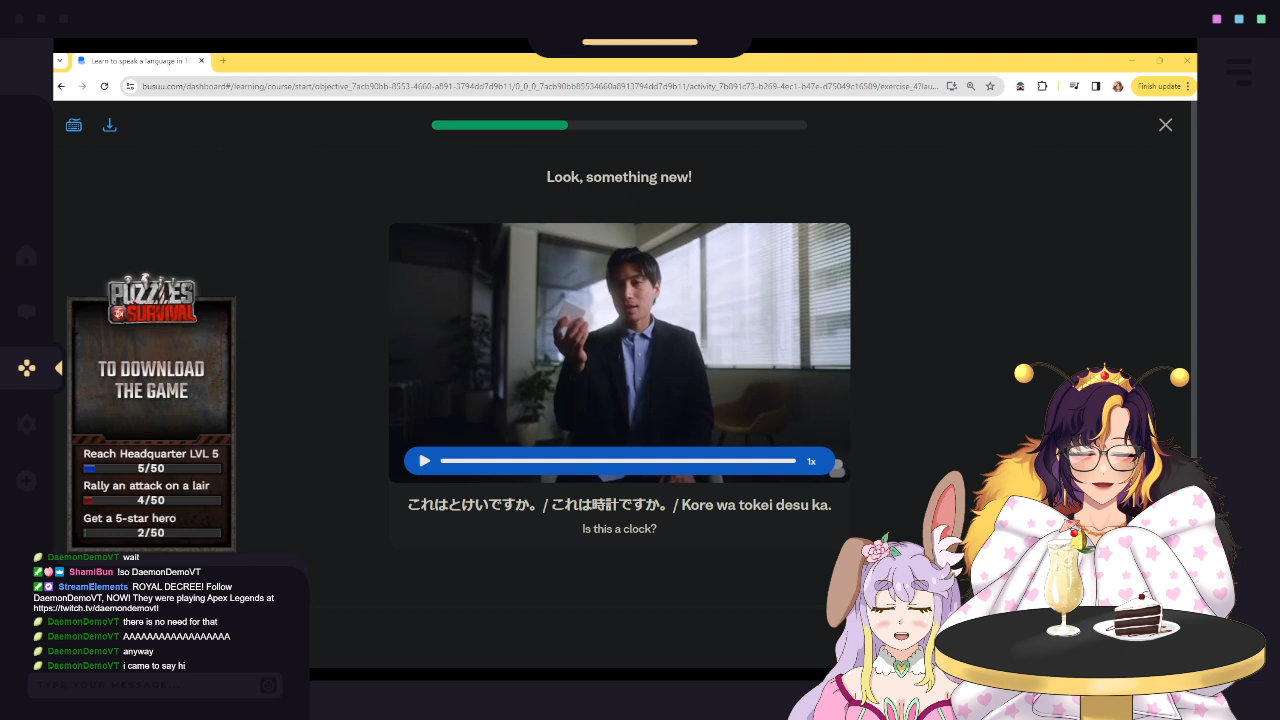 Learn to speak a language in 1
busuu.com/dashboard#/learning/course/start/objective_7acb90bb-8553-4660-a891-3794dd7d9b11/0_0_0_7acb90bb85534660a8913794dd7d9b11/activity_7b891c73-b269-4ec1-b47e-d75049c16589/exercise_4?lau...
Finish update
Look, something new!
1x
これはとけいですか。/ これは時計ですか。/ Kore wa tokei desu ka.
Is this a clock?
PUZZLES
SURVIVAL
TO DOWNLOAD
THE GAME
Reach Headquarter LVL 5
5/50
Rally an attack on a lair
4/50
Get a 5-star hero
2/50
DaemonDemoVT wait
ShamiBun !so DaemonDemoVT
StreamElements ROYAL DECREE! Follow
DaemonDemoVT, NOW! They were playing Apex Legends at
https://twitch.tv/daemondemovt!
DaemonDemoVT there is no need for that
DaemonDemoVT AAAAAAAAAAAAAAAAAA
DaemonDemoVT anyway
DaemonDemoVT i came to say hi
TYPE YOUR MESSAGE...